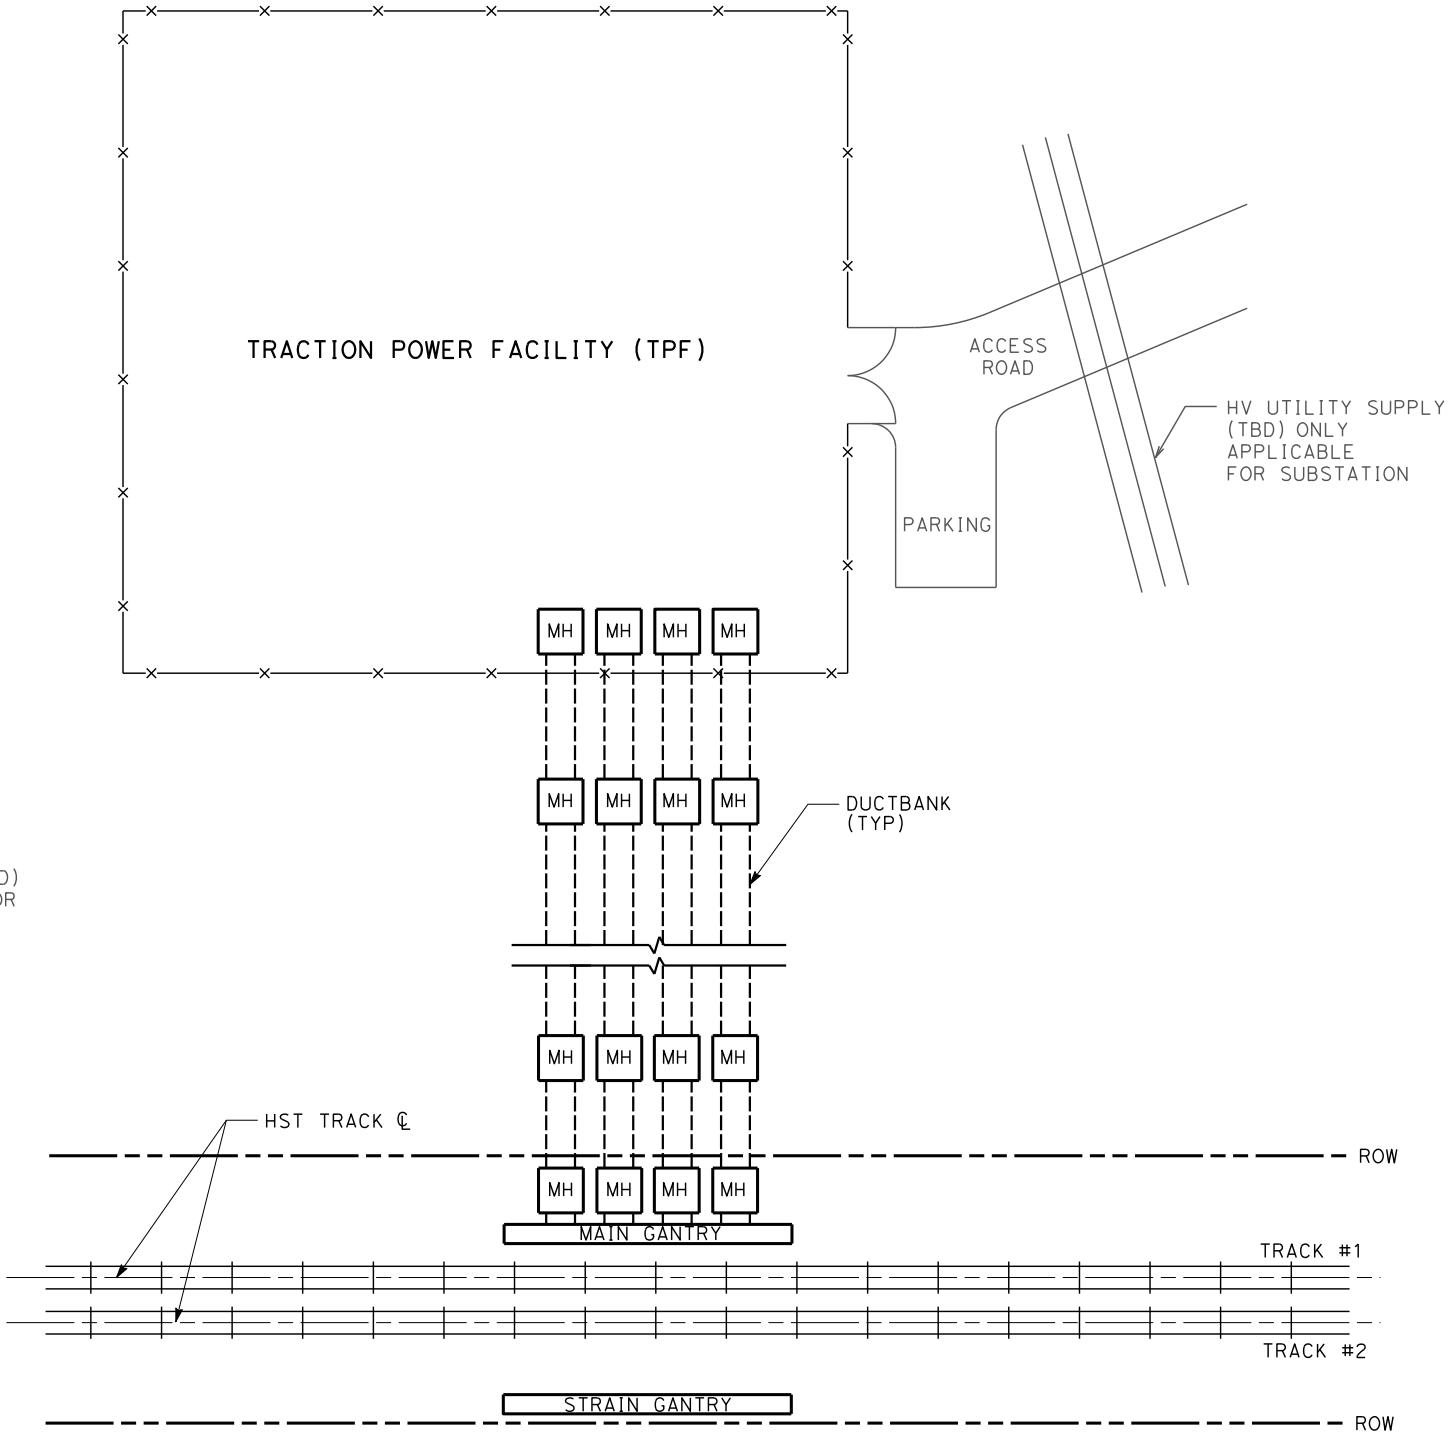 TRACTION POWER FACILITY (TPF)
ACCESS
ROAD
HV UTILITY SUPPLY
(TBD) ONLY
APPLICABLE
FOR SUBSTATION
PARKING
MH MH MH MH
MH MH MH MH
DUCTBANK
(TYP)
MH MH MH MH
HST TRACK ℄
ROW
MH MH MH MH
MAIN GANTRY
TRACK #1
TRACK #2
STRAIN GANTRY
ROW